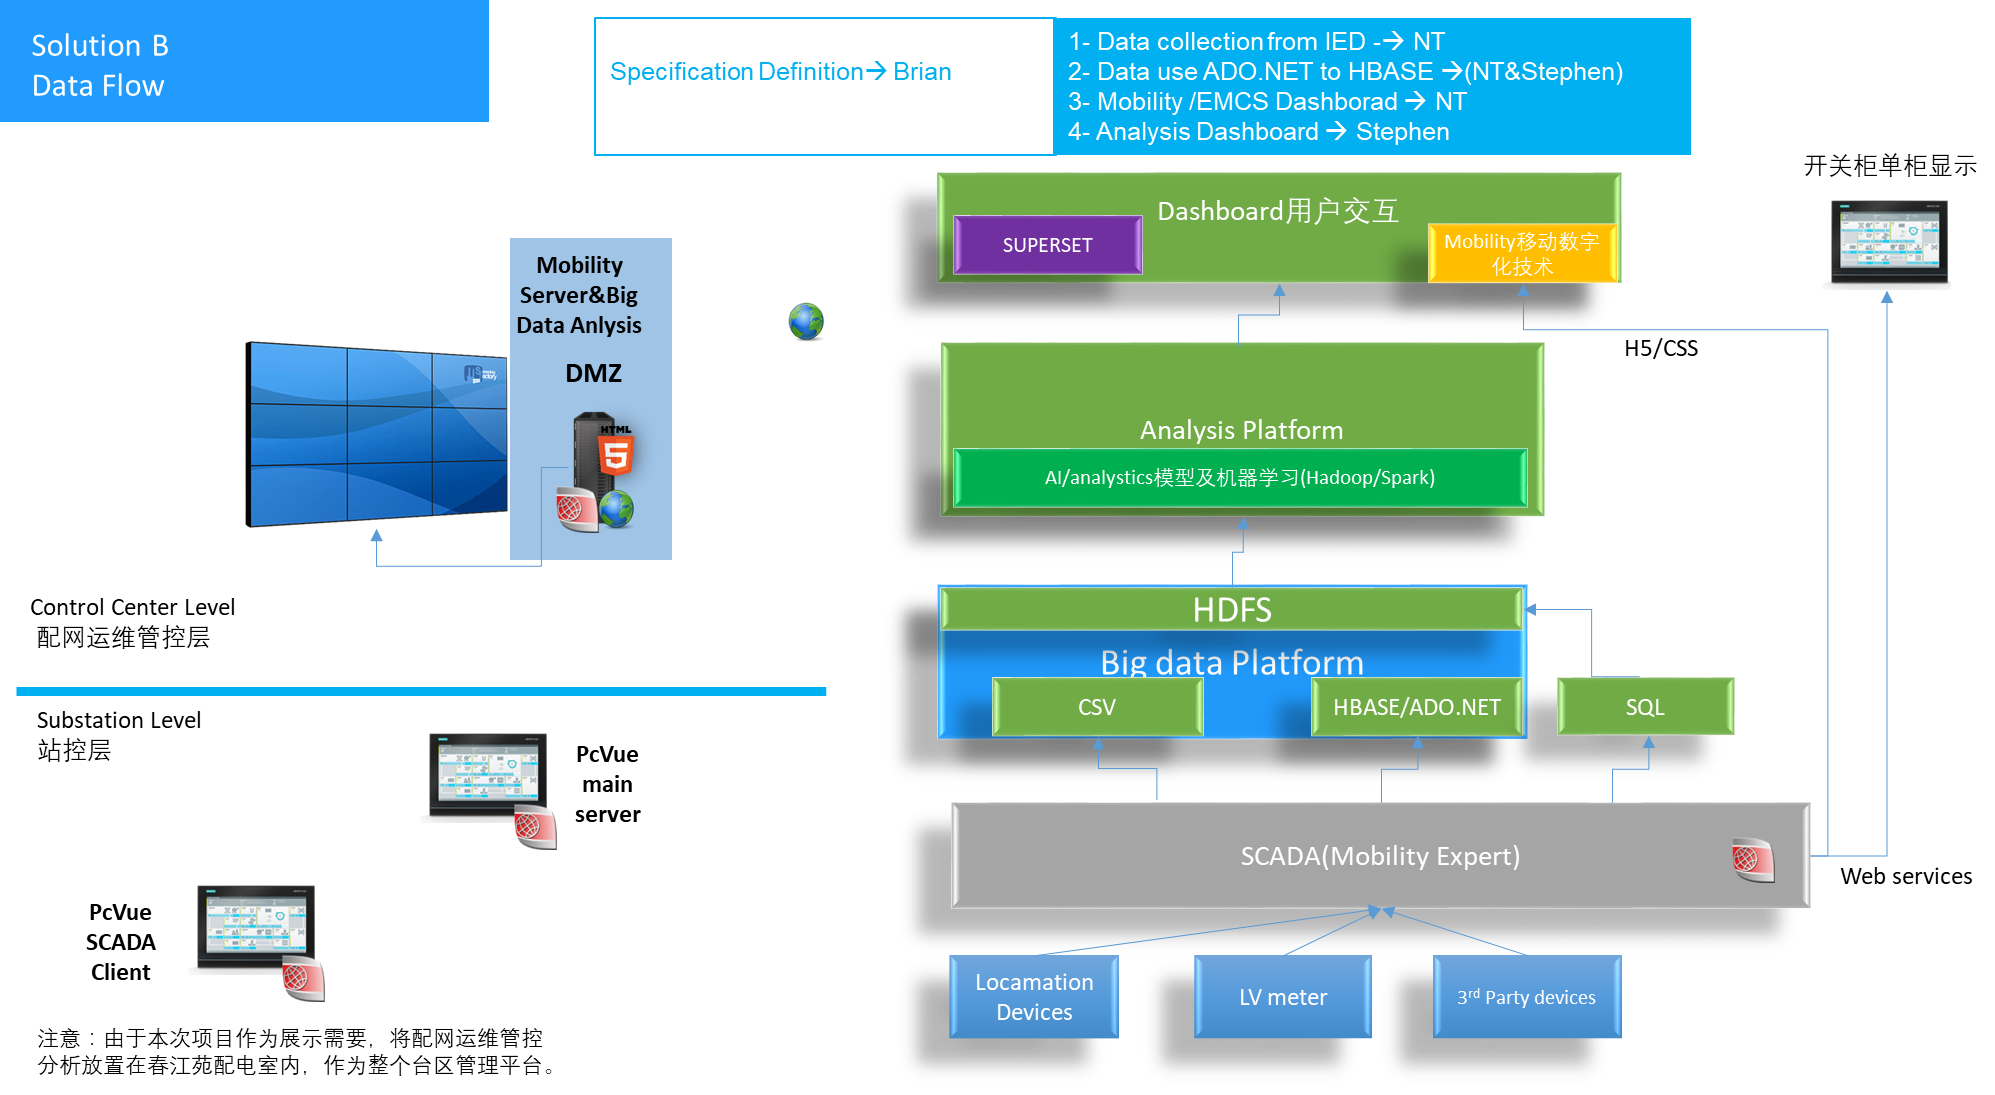 Solution B
Data Flow
Specification Definition→ Brian
1- Data collection from IED -→ NT
2- Data use ADO.NET to HBASE →(NT&Stephen)
3- Mobility /EMCS Dashborad → NT
4- Analysis Dashboard → Stephen
开关柜单柜显示
Dashboard用户交互
SUPERSET
Mobility移动数字
化技术
Mobility
Server&Big
Data Anlysis
DMZ
HTML
5
H5/CSS
Analysis Platform
AI/analystics模型及机器学习(Hadoop/Spark)
Control Center Level
配网运维管控层
HDFS
Big data Platform
CSV
HBASE/ADO.NET
SQL
Substation Level
站控层
PcVue
main
server
SCADA(Mobility Expert)
Web services
PcVue
SCADA
Client
Locamation
Devices
LV meter
3rd Party devices
注意：由于本次项目作为展示需要，将配网运维管控
分析放置在春江苑配电室内，作为整个台区管理平台。